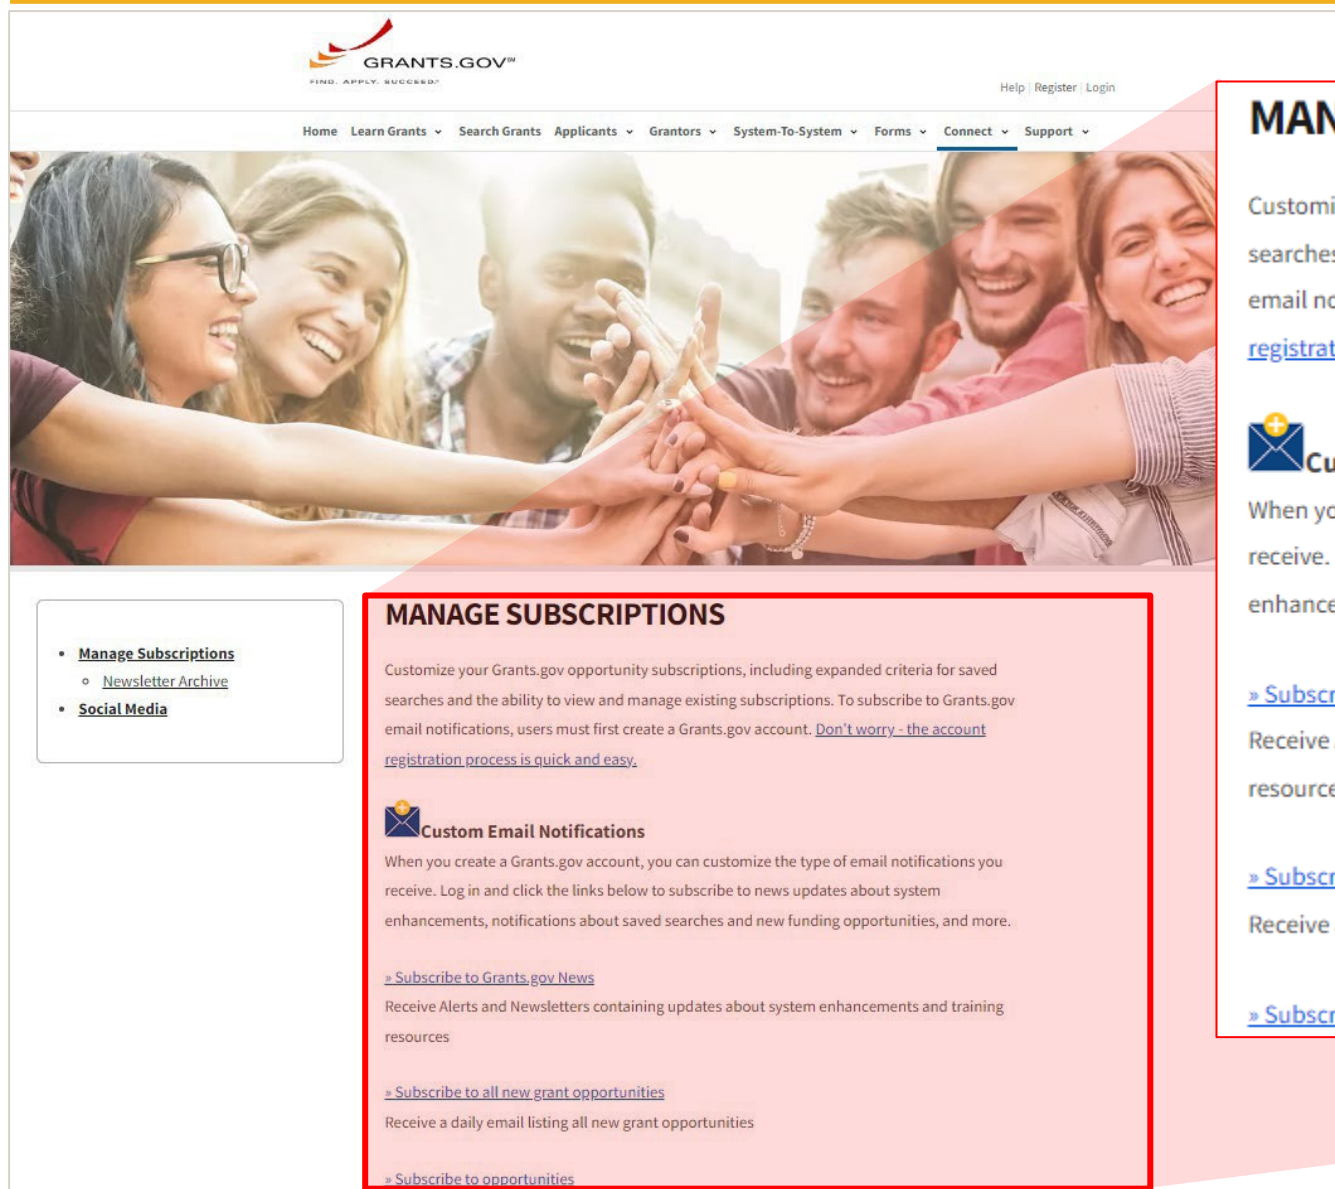 GRANTS.GOV℠
FIND. APPLY. SUCCEED.℠
Help | Register | Login
Home Learn Grants Search Grants Applicants Grantors System-To-System Forms Connect Support
• Manage Subscriptions
Newsletter Archive
• Social Media
MANAGE SUBSCRIPTIONS
Customize your Grants.gov opportunity subscriptions, including expanded criteria for saved
searches and the ability to view and manage existing subscriptions. To subscribe to Grants.gov
email notifications, users must first create a Grants.gov account. Don't worry - the account
registration process is quick and easy.
Custom Email Notifications
When you create a Grants.gov account, you can customize the type of email notifications you
receive. Log in and click the links below to subscribe to news updates about system
enhancements, notifications about saved searches and new funding opportunities, and more.
» Subscribe to Grants.gov News
Receive Alerts and Newsletters containing updates about system enhancements and training
resources
» Subscribe to all new grant opportunities
Receive a daily email listing all new grant opportunities
» Subscribe to opportunities
MAN
Customi
searches
email no
registrat
Cu
When yo
receive.
enhance
» Subscr
Receive
resource
» Subscr
Receive
» Subscr